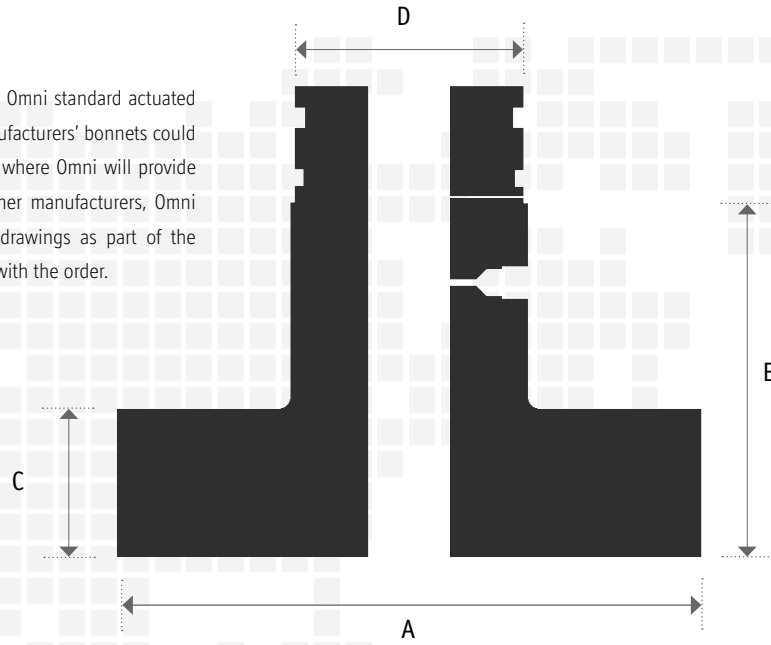 D
Omni standard actuated
ufacturers' bonnets could
where Omni will provide
her manufacturers, Omni
drawings as part of the
with the order.
B
C
A